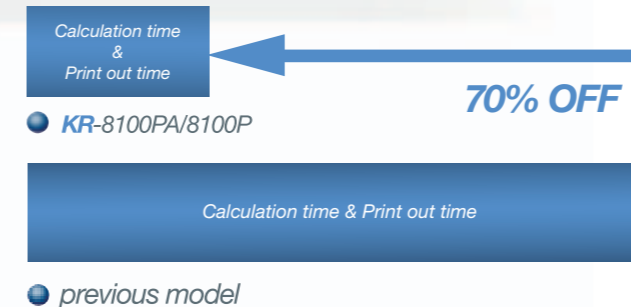 Calculation time
&
Print out time
70% OFF
KR-8100PA/8100P
Calculation time & Print out time
previous model